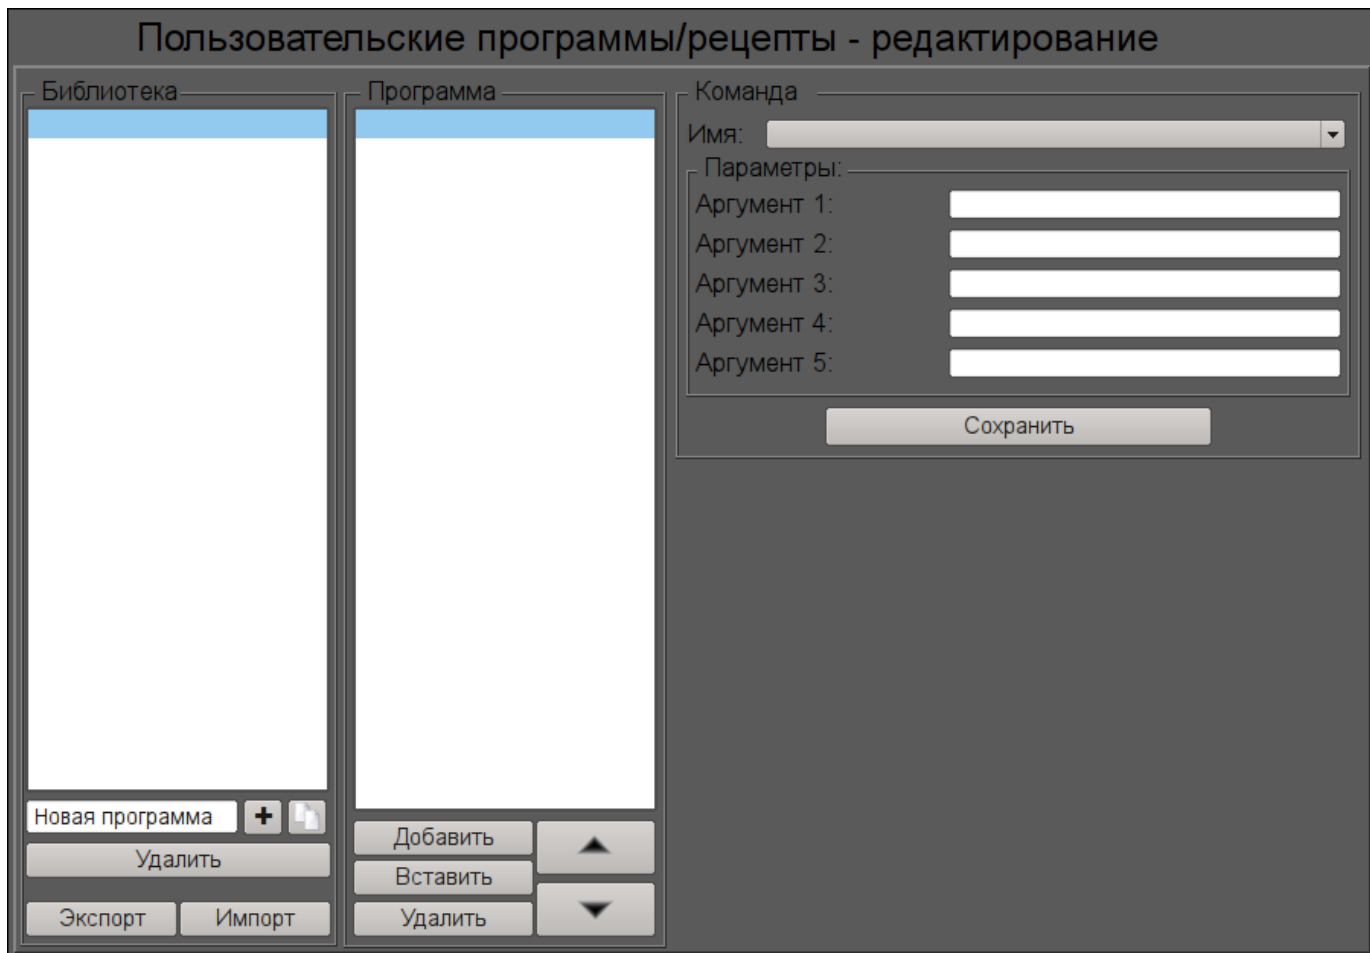 Пользовательские программы/рецепты - редактирование
Библиотека
Новая программа
Удалить
Экспорт Импорт
Программа
Добавить
Вставить
Удалить
Команда
Имя:
Параметры:
Аргумент 1:
Аргумент 2:
Аргумент 3:
Аргумент 4:
Аргумент 5:
Сохранить